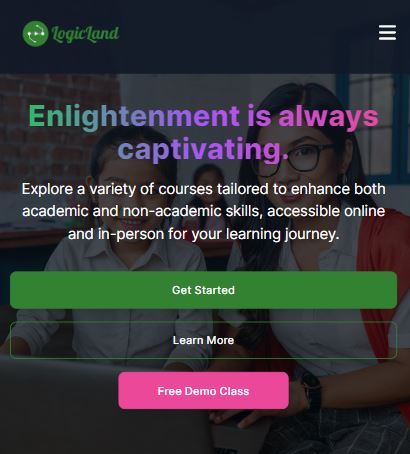 LogicLand
Enlightenment is always
captivating.
Explore a variety of courses tailored to enhance both
academic and non-academic skills, accessible online
and in-person for your learning journey.
Get Started
Learn More
Free Demo Class